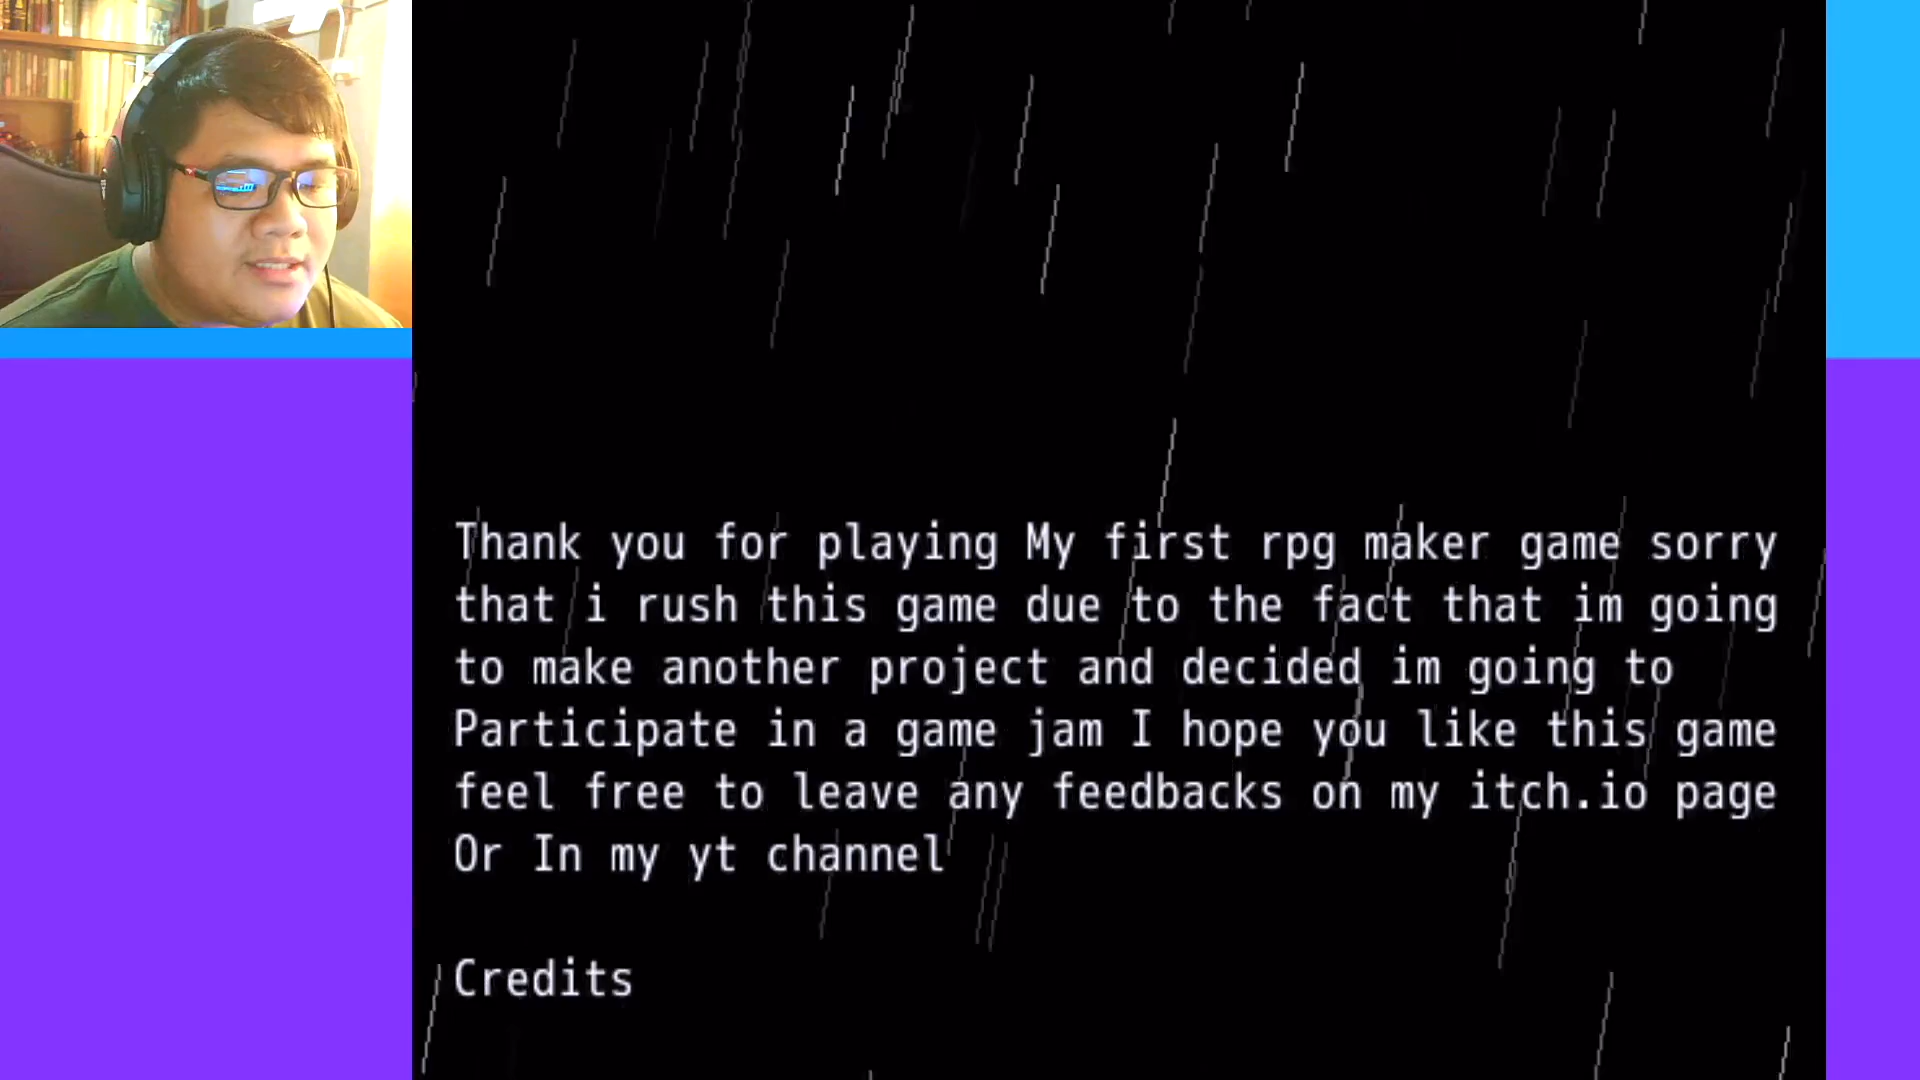 Thank you for playing My first rpg maker game sorry
that i rush this game due to the fact that im going
to make another project and decided im going to
Participate in a game jam I hope you like this game
feel free to leave any feedbacks on my itch.io page
Or In my yt channel
Credits